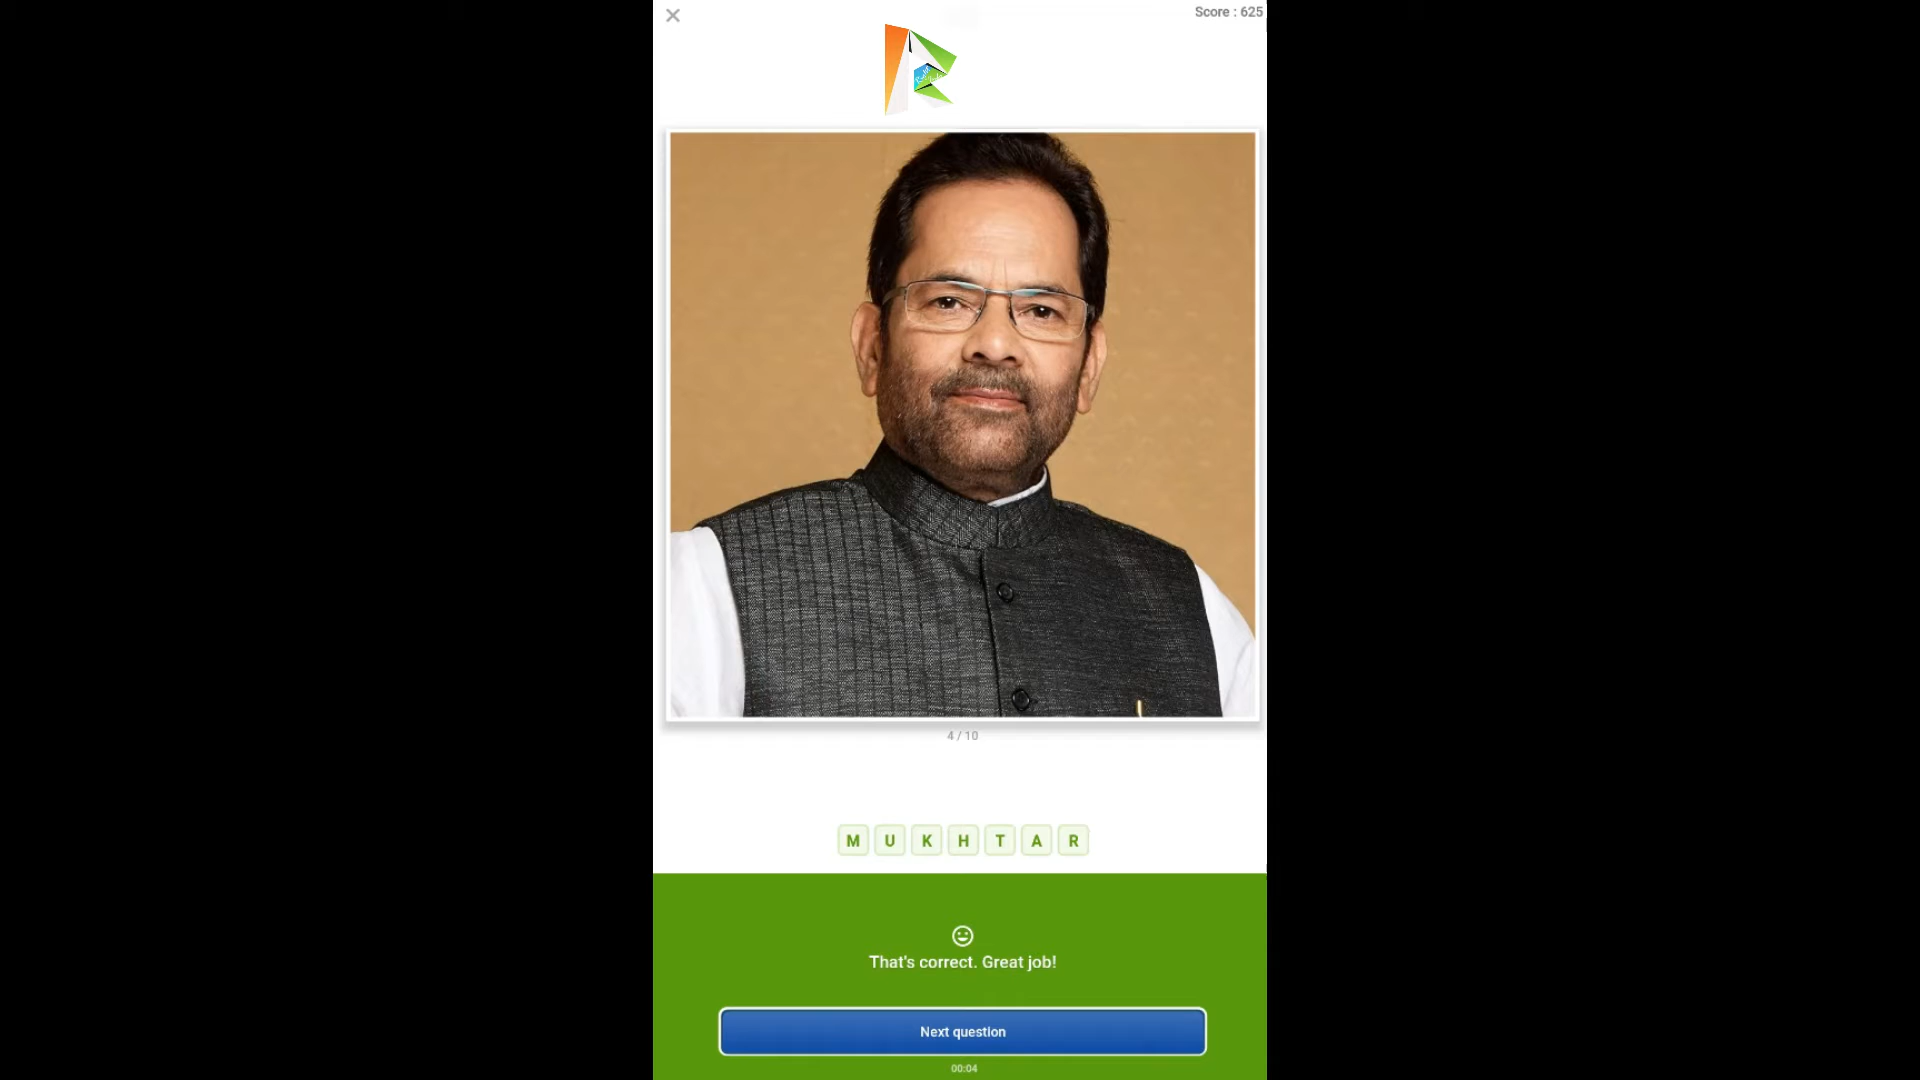 Score : 625
4 / 10
M U K H T A R
That's correct. Great job!
Next question
00:04